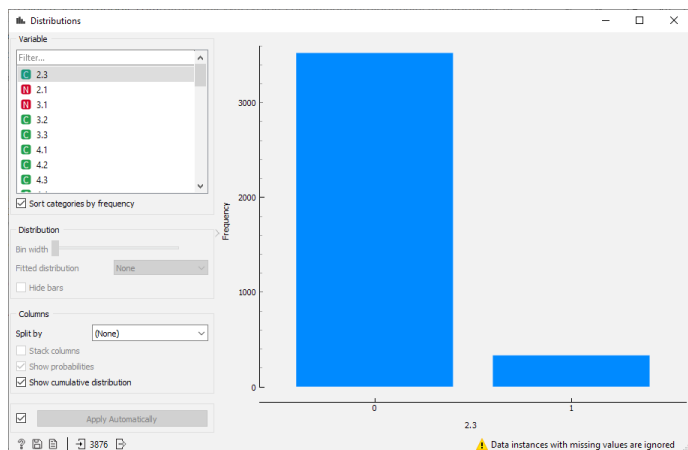 Distributions
Variable
Filter...
C 2.3
N 2.1
N 3.1
C 3.2
C 3.3
C 4.1
C 4.2
C 4.3
Sort categories by frequency
Distribution
Bin width
Fitted distribution None
Hide bars
Columns
Split by (None)
Stack columns
Show probabilities
Show cumulative distribution
Apply Automatically
? 3876
Frequency
3000
2000
1000
0
0 1
2.3
Data instances with missing values are ignored